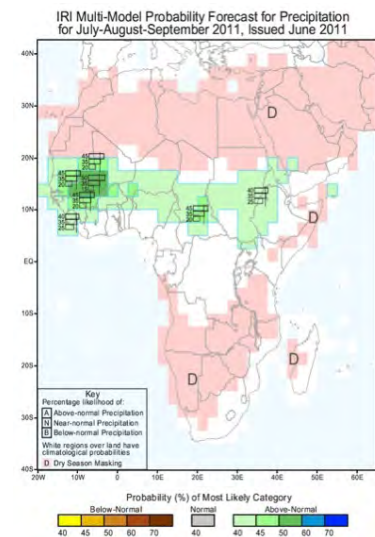 IRI Multi-Model Probability Forecast for Precipitation
for July-August-September 2011, Issued June 2011
40N
30N
20N
10N
EQ
10S
20S
30S
40S
D
D
D
D
Key
Percentage likelihood of:
A Above-normal Precipitation
N Near-normal Precipitation
B Below-normal Precipitation
White regions over land have
climatological probabilities
D Dry Season Masking
20W 10W 0 10E 20E 30E 40E 50E 60E
Probability (%) of Most Likely Category
Below-Normal Normal Above-Normal
40 45 50 60 70 40 40 45 50 60 70